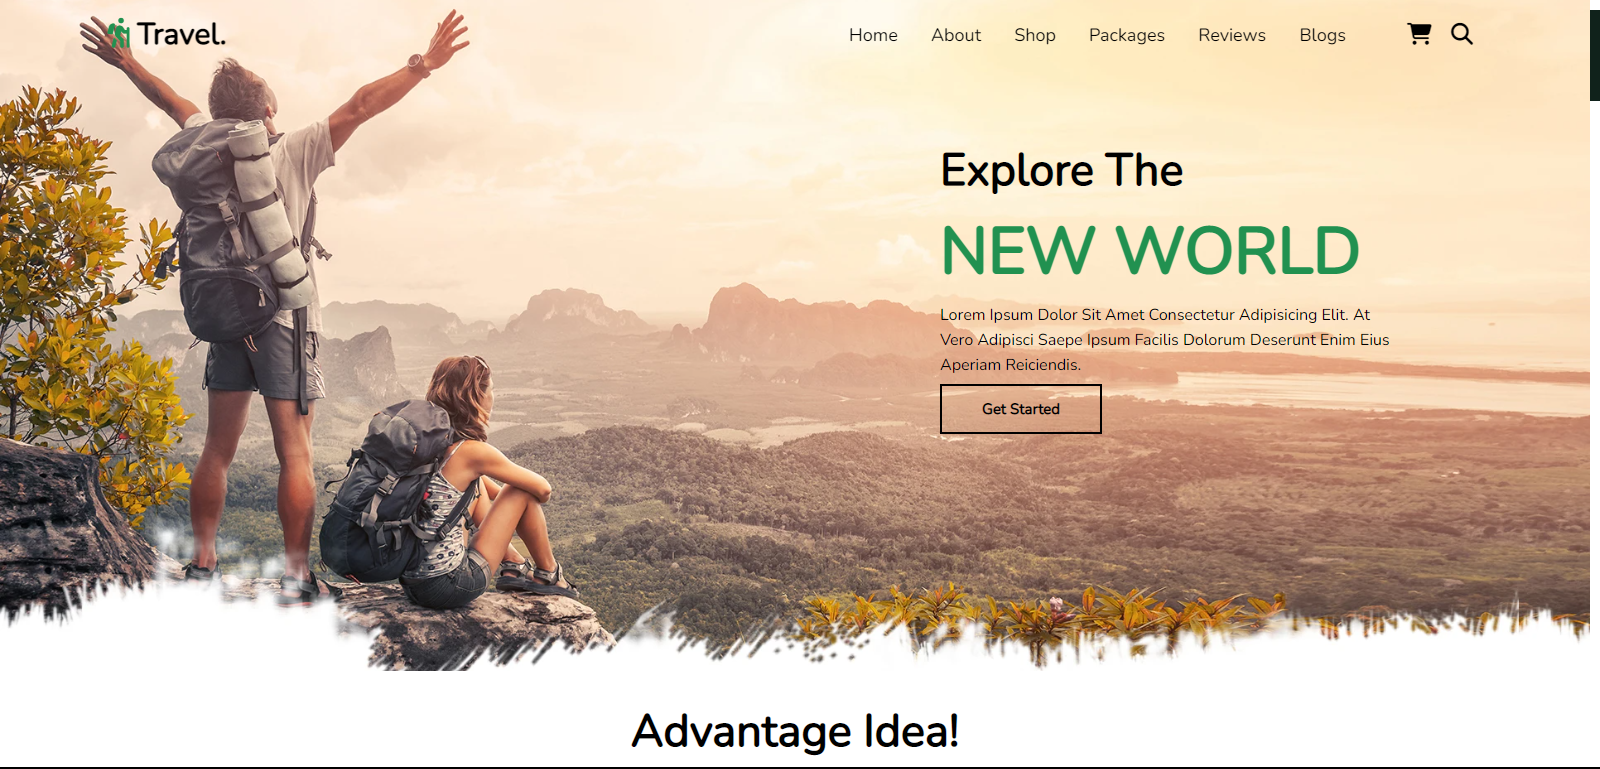 Travel.
Home About Shop Packages Reviews Blogs
Explore The
NEW WORLD
Lorem Ipsum Dolor Sit Amet Consectetur Adipisicing Elit. At
Vero Adipisci Saepe Ipsum Facilis Dolorum Deserunt Enim Eius
Aperiam Reiciendis.
Get Started
Advantage Idea!